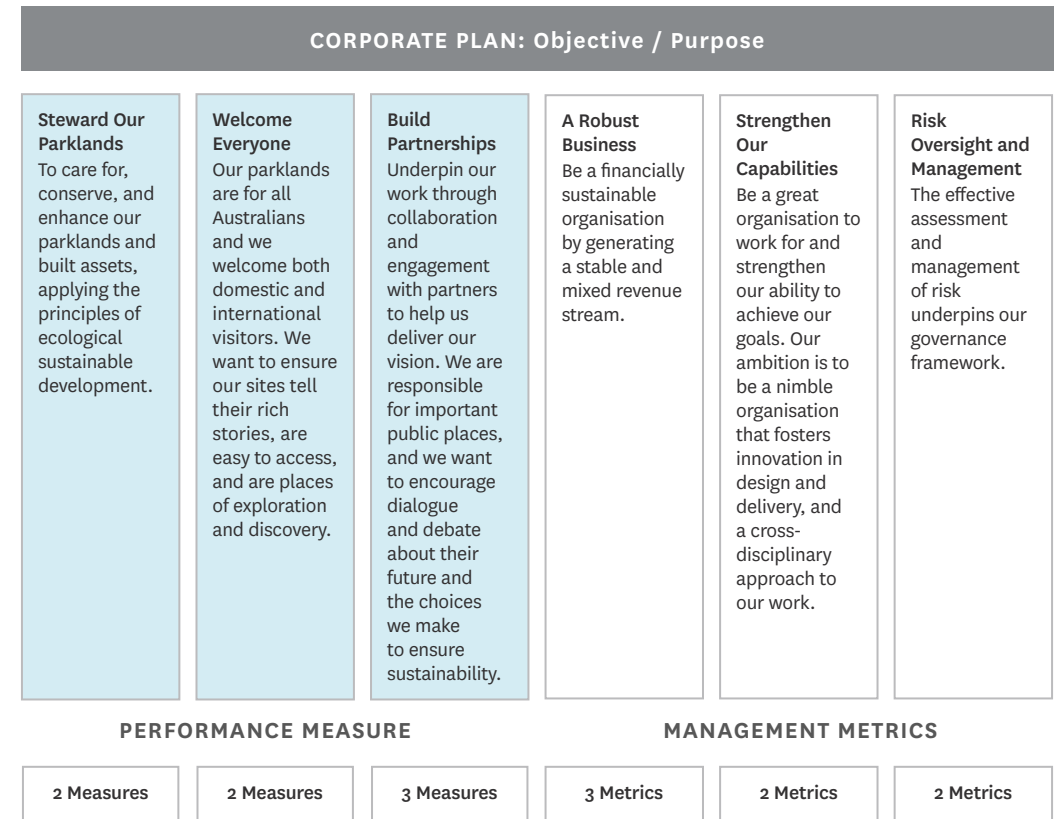 CORPORATE PLAN: Objective / Purpose
Steward Our
Parklands
To care for,
conserve, and
enhance our
parklands and
built assets,
applying the
principles of
ecological
sustainable
development.
Welcome
Everyone
Our parklands
are for all
Australians
and we
welcome both
domestic and
international
visitors. We
want to ensure
our sites tell
their rich
stories, are
easy to access,
and are places
of exploration
and discovery.
Build
Partnerships
Underpin our
work through
collaboration
and
engagement
with partners
to help us
deliver our
vision. We are
responsible
for important
public places,
and we want
to encourage
dialogue
and debate
about their
future and
the choices
we make
to ensure
sustainability.
A Robust
Business
Be a financially
sustainable
organisation
by generating
a stable and
mixed revenue
stream.
Strengthen
Our
Capabilities
Be a great
organisation to
work for and
strengthen
our ability to
achieve our
goals. Our
ambition is to
be a nimble
organisation
that fosters
innovation in
design and
delivery, and
a cross-
disciplinary
approach to
our work.
Risk
Oversight and
Management
The effective
assessment
and
management
of risk
underpins our
governance
framework.
PERFORMANCE MEASURE
MANAGEMENT METRICS
2 Measures
2 Measures
3 Measures
3 Metrics
2 Metrics
2 Metrics